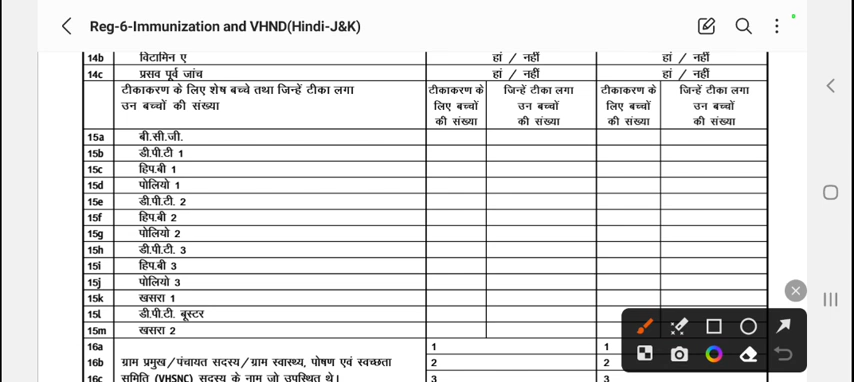 Reg-6-Immunization and VHND(Hindi-J&K)
14b विटामिन ए हां / नहीं हां / नहीं
14c प्रसव पूर्व जांच हां / नहीं हां / नहीं
टीकाकरण के लिए शेष बच्चे तथा जिन्हें टीका लगा टीकाकरण के जिन्हें टीका लगा टीकाकरण के जिन्हें टीका लगा
उन बच्चों की संख्या लिए बच्चों उन बच्चों लिए बच्चों उन बच्चों
की संख्या की संख्या की संख्या की संख्या
15a बी.सी.जी.
15b डी.पी.टी 1
15c हिप.बी 1
15d पोलियो 1
15e डी.पी.टी. 2
15f हिप.बी 2
15g पोलियो 2
15h डी.पी.टी. 3
15i हिप.बी 3
15j पोलियो 3
15k खसरा 1
15l डी.पी.टी. बूस्टर
15m खसरा 2
16a 1 1
16b ग्राम प्रमुख/पंचायत सदस्य/ग्राम स्वास्थ्य, पोषण एवं स्वच्छता 2 2
16c समिति (VHSNC) सदस्य के नाम जो उपस्थित थे। 3 3